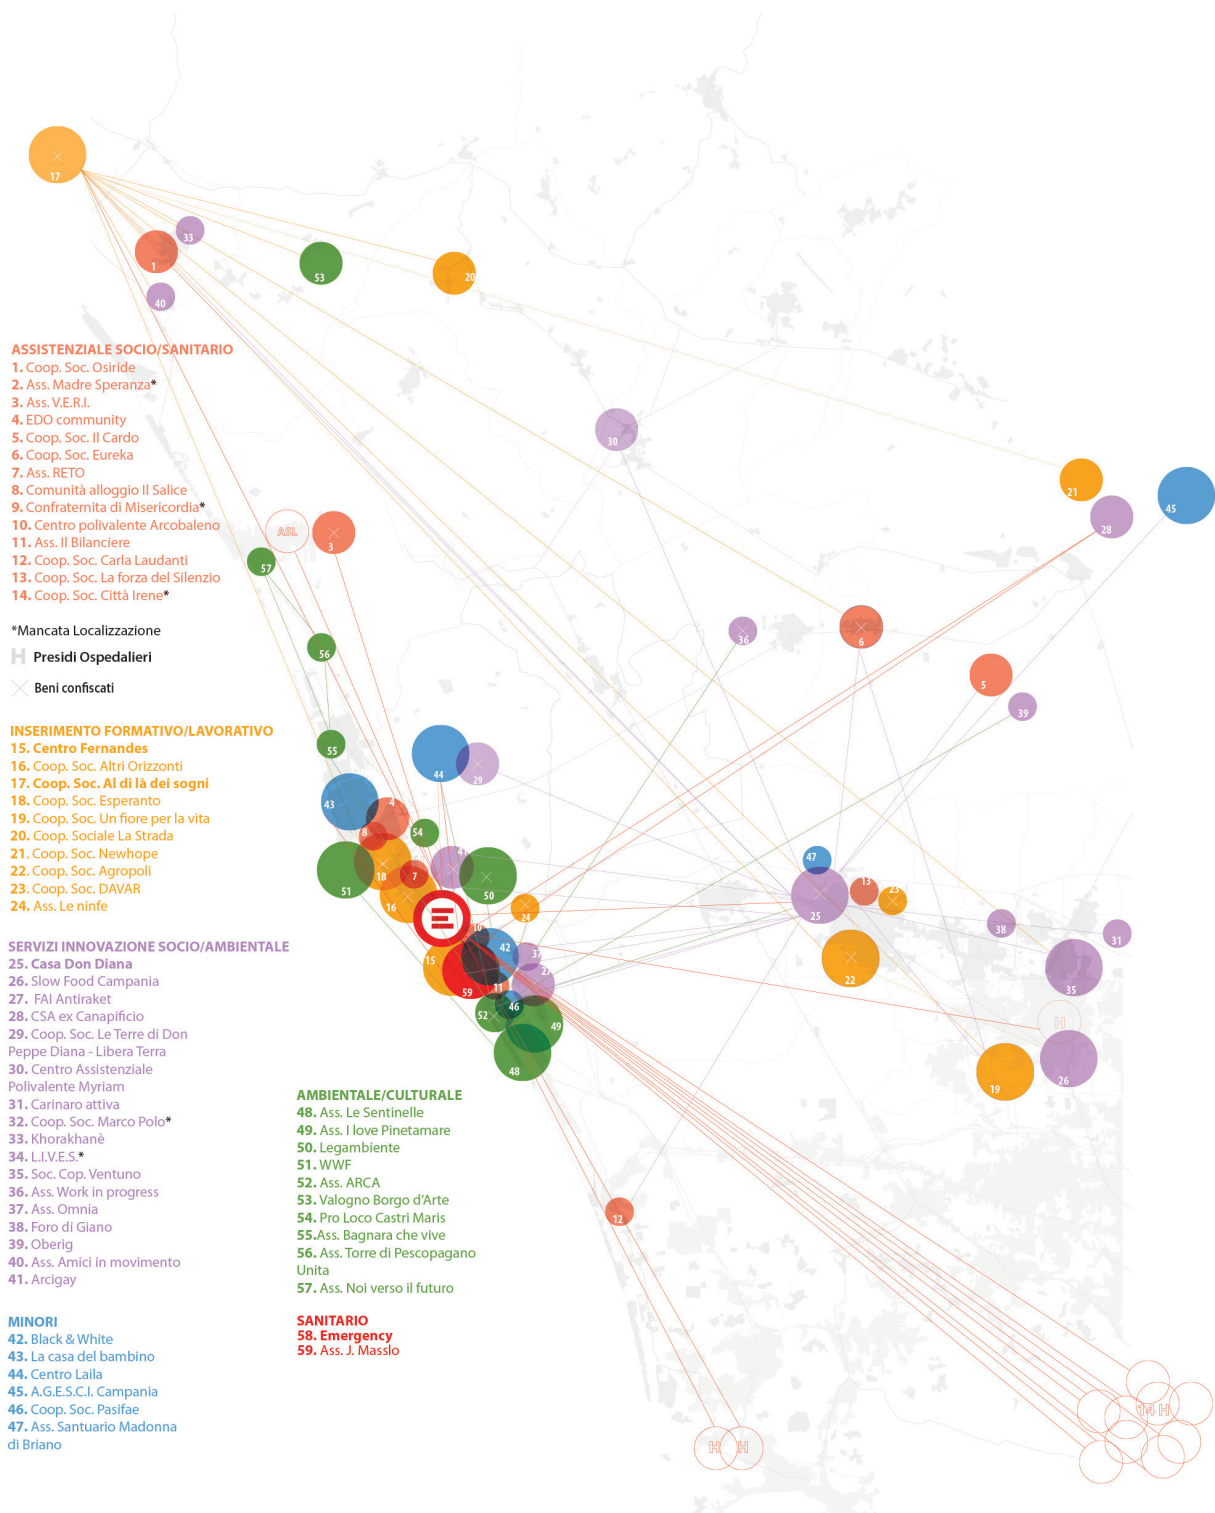 17
33
1
53
20
40
ASSISTENZIALE SOCIO/SANITARIO
1. Coop. Soc. Osiride
2. Ass. Madre Speranza*
3. Ass. V.E.R.I.
4. EDO community
5. Coop. Soc. Il Cardo
6. Coop. Soc. Eureka
7. Ass. RETO
8. Comunità alloggio Il Salice
9. Confraternita di Misericordia*
10. Centro polivalente Arcobaleno
11. Ass. Il Bilanciere
12. Coop. Soc. Carla Laudanti
13. Coop. Soc. La forza del Silenzio
14. Coop. Soc. Città Irene*
*Mancata Localizzazione
H Presidi Ospedalieri
Beni confiscati
30
21
45
28
ASL
3
57
56
36
6
5
39
55
INSERIMENTO FORMATIVO/LAVORATIVO
15. Centro Fernandes
16. Coop. Soc. Altri Orizzonti
17. Coop. Soc. Al di là dei sogni
18. Coop. Soc. Esperanto
19. Coop. Soc. Un fiore per la vita
20. Coop. Sociale La Strada
21. Coop. Soc. Newhope
22. Coop. Soc. Agropoli
23. Coop. Soc. DAVAR
24. Ass. Le ninfe
44
29
43
4
8
54
41
47
51
18
7
50
13
23
16
24
25
E
10
38
31
SERVIZI INNOVAZIONE SOCIO/AMBIENTALE
25. Casa Don Diana
26. Slow Food Campania
27. FAI Antiraket
28. CSA ex Canapificio
29. Coop. Soc. Le Terre di Don
Peppe Diana - Libera Terra
30. Centro Assistenziale
Polivalente Myriam
31. Carinaro attiva
32. Coop. Soc. Marco Polo*
33. Khorakhanè
34. L.I.V.E.S.*
35. Soc. Cop. Ventuno
36. Ass. Work in progress
37. Ass. Omnia
38. Foro di Giano
39. Oberig
40. Ass. Amici in movimento
41. Arcigay
15
42
37
27
59
11
22
35
52
46
49
H
48
19
26
AMBIENTALE/CULTURALE
48. Ass. Le Sentinelle
49. Ass. I love Pinetamare
50. Legambiente
51. WWF
52. Ass. ARCA
53. Valogno Borgo d'Arte
54. Pro Loco Castri Maris
55.Ass. Bagnara che vive
56. Ass. Torre di Pescopagano
Unita
57. Ass. Noi verso il futuro
12
MINORI
42. Black & White
43. La casa del bambino
44. Centro Laila
45. A.G.E.S.C.I. Campania
46. Coop. Soc. Pasifae
47. Ass. Santuario Madonna
di Briano
SANITARIO
58. Emergency
59. Ass. J. Masslo
H H
14 H